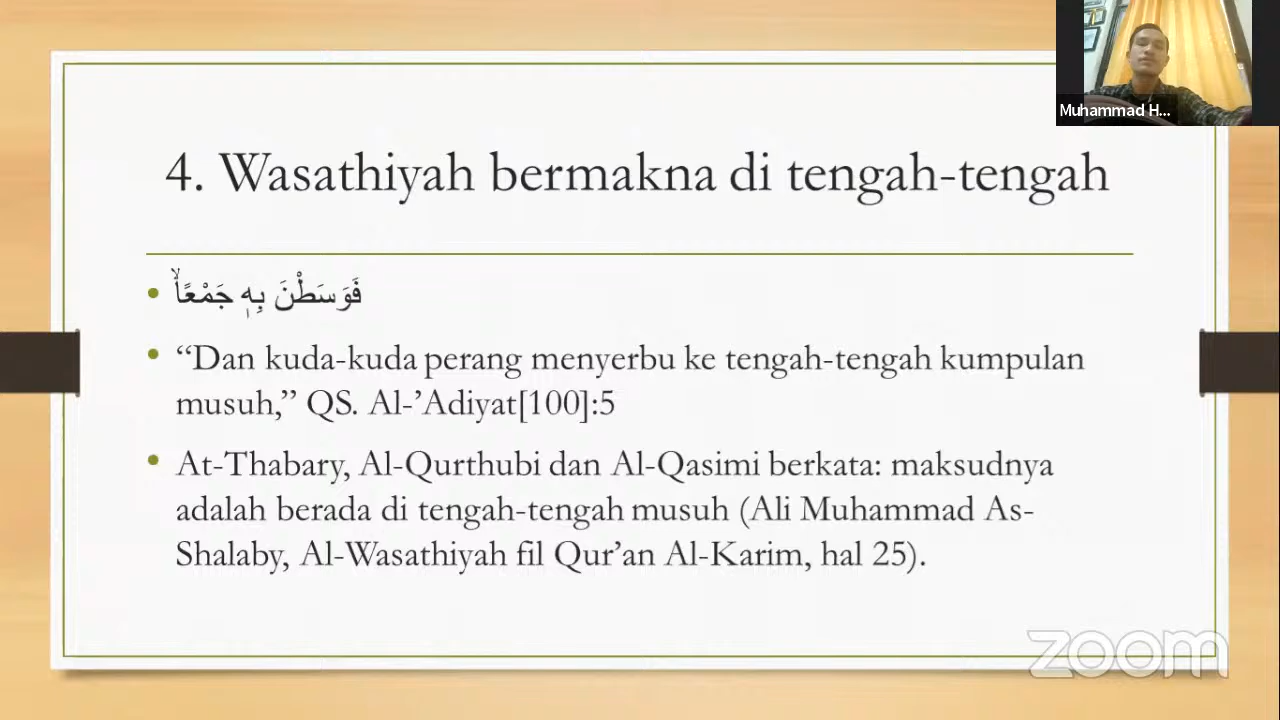 Muhammad H...
4. Wasathiyah bermakna di tengah-tengah
فَوَسَطْنَ بِهٖ جَمْعًاۙ
“Dan kuda-kuda perang menyerbu ke tengah-tengah kumpulan
musuh,” QS. Al-’Adiyat[100]:5
At-Thabary, Al-Qurthubi dan Al-Qasimi berkata: maksudnya
adalah berada di tengah-tengah musuh (Ali Muhammad As-
Shalaby, Al-Wasathiyah fil Qur’an Al-Karim, hal 25).
zoom